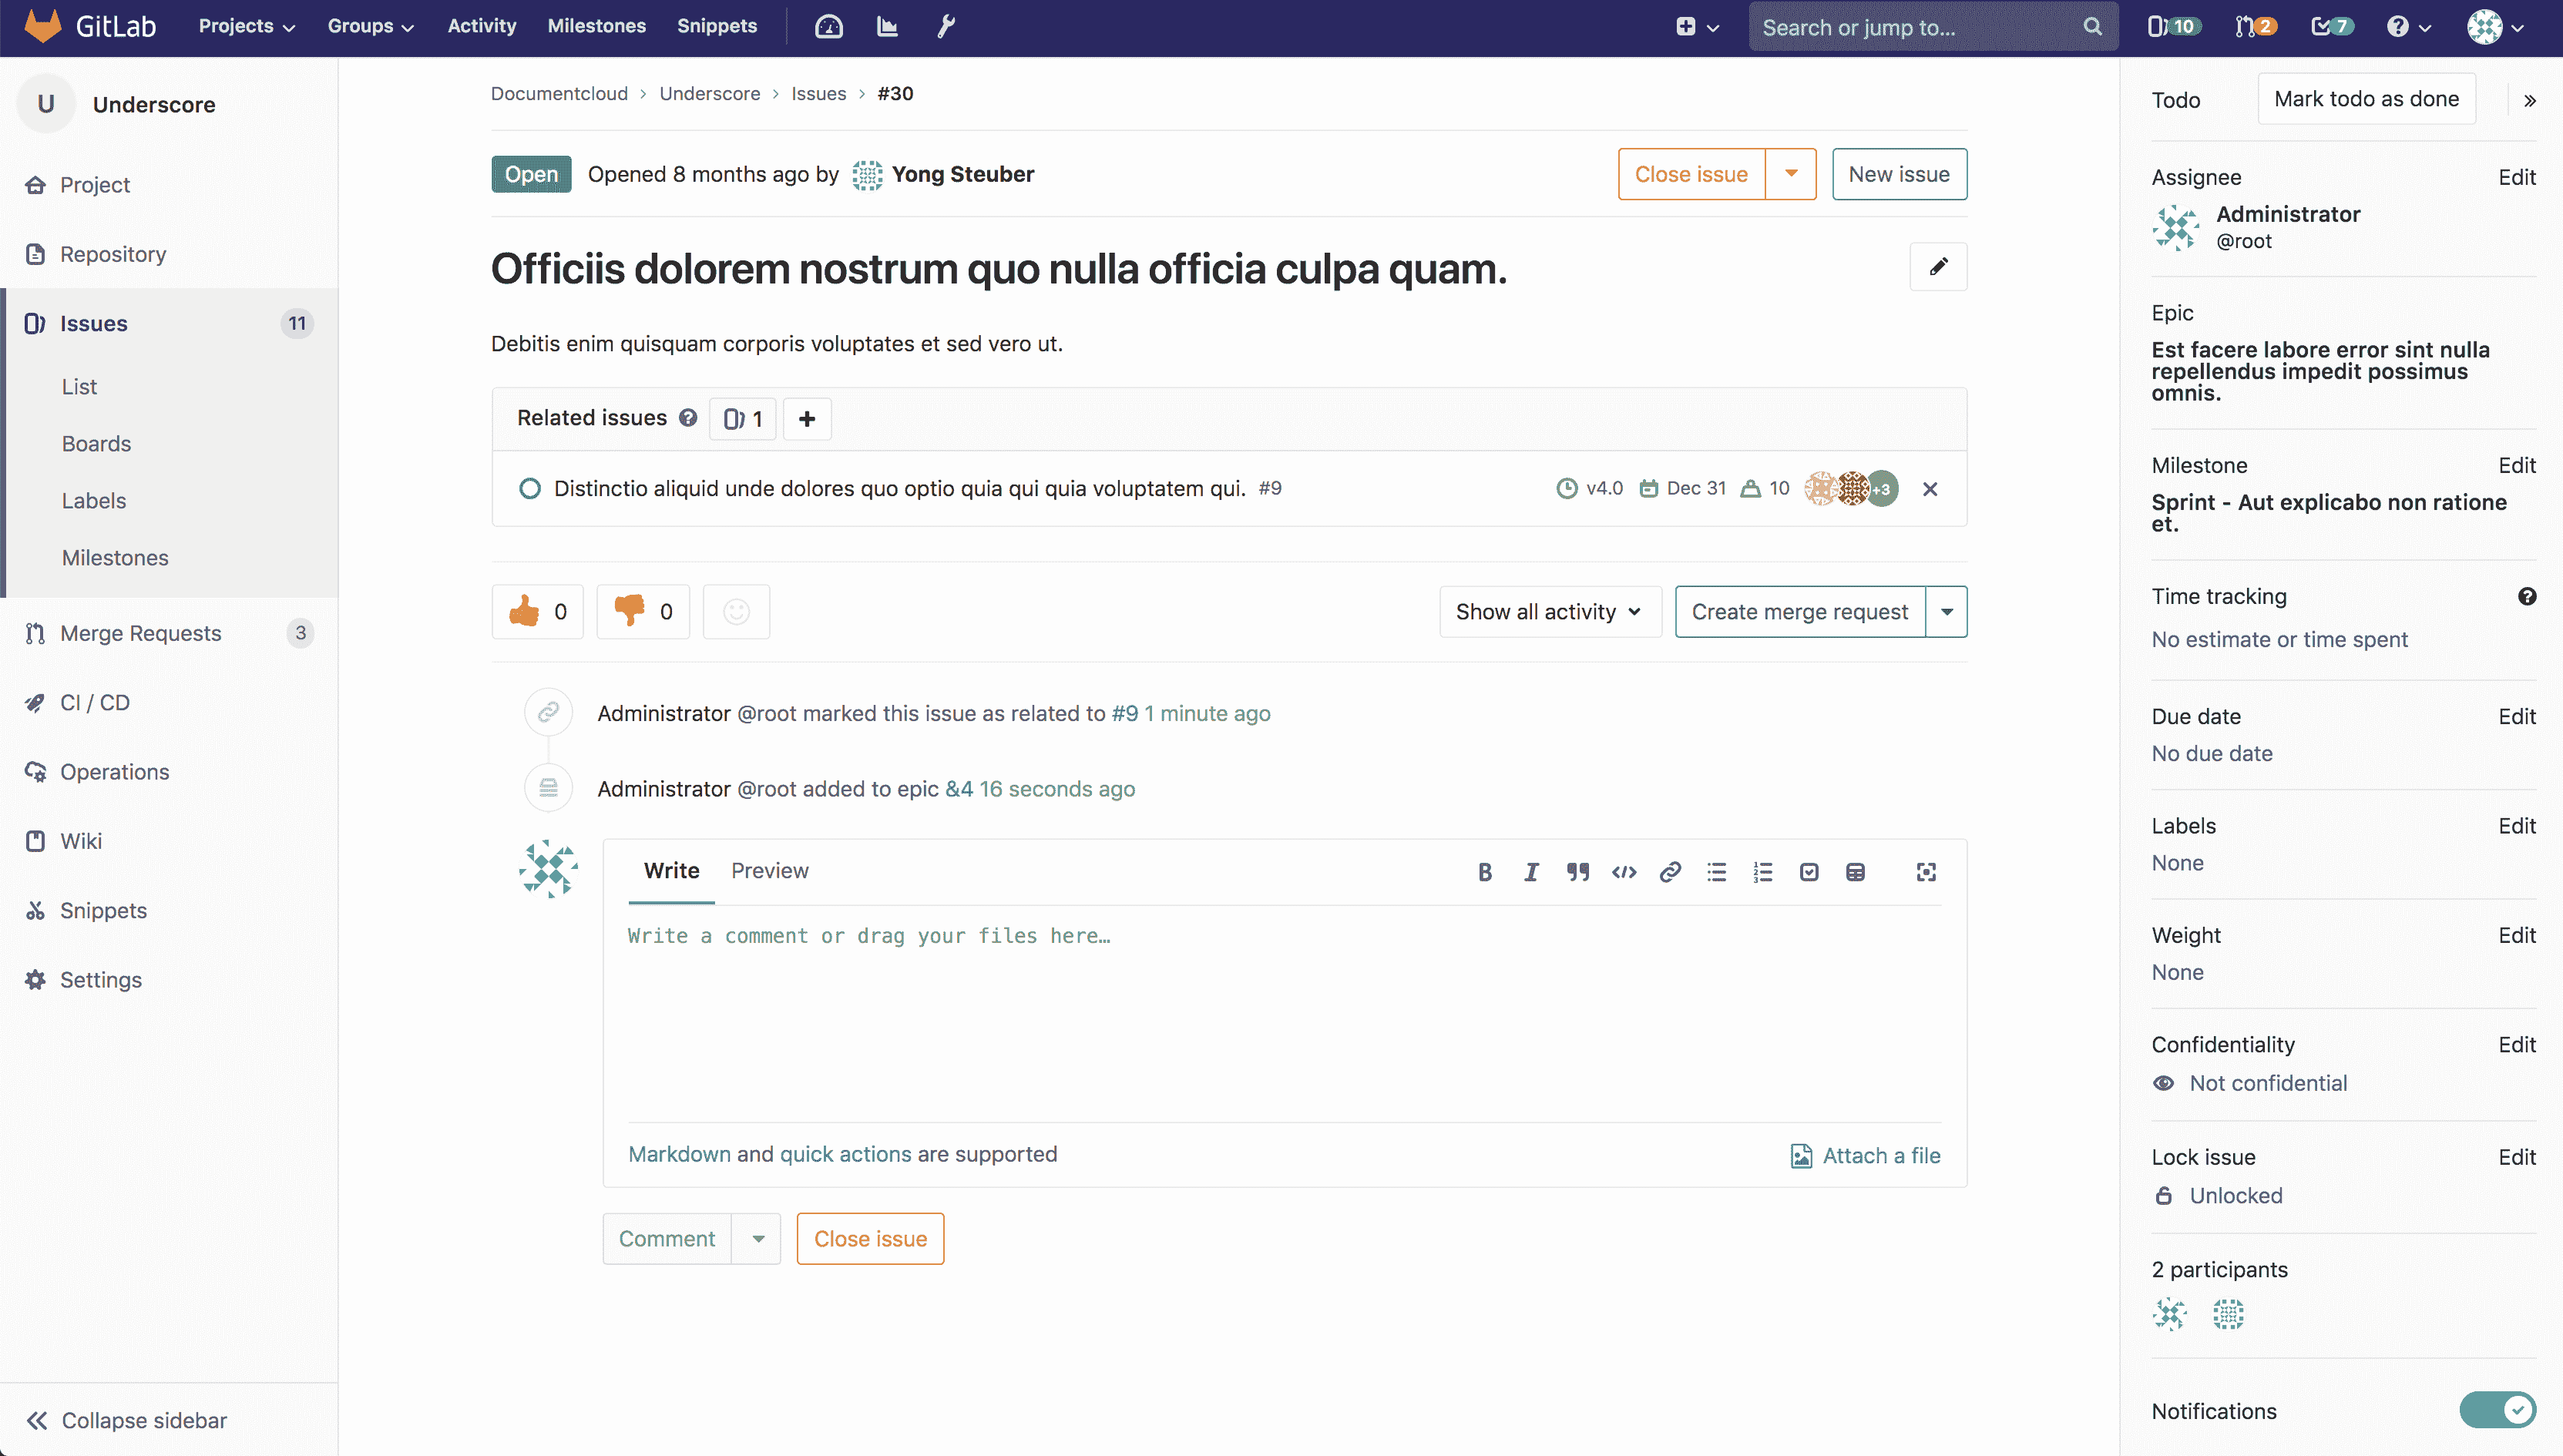 GitLab Projects Groups Activity Milestones Snippets Search or jump to... 10 2 7
U Underscore
Project
Repository
Issues 11
List
Boards
Labels
Milestones
Merge Requests 3
CI / CD
Operations
Wiki
Snippets
Settings
Collapse sidebar
Documentcloud > Underscore > Issues > #30
Open Opened 8 months ago by Yong Steuber Close issue New issue
Officiis dolorem nostrum quo nulla officia culpa quam.
Debitis enim quisquam corporis voluptates et sed vero ut.
Related issues 1
Distinctio aliquid unde dolores quo optio quia qui quia voluptatem qui. #9 v4.0 Dec 31 10 +3
0 0 Show all activity Create merge request
Administrator @root marked this issue as related to #9 1 minute ago
Administrator @root added to epic &4 16 seconds ago
Write Preview
Write a comment or drag your files here…
Markdown and quick actions are supported Attach a file
Comment Close issue
Todo Mark todo as done
Assignee Edit
Administrator
@root
Epic
Est facere labore error sint nulla
repellendus impedit possimus
omnis.
Milestone Edit
Sprint - Aut explicabo non ratione
et.
Time tracking
No estimate or time spent
Due date Edit
No due date
Labels Edit
None
Weight Edit
None
Confidentiality Edit
Not confidential
Lock issue Edit
Unlocked
2 participants
Notifications